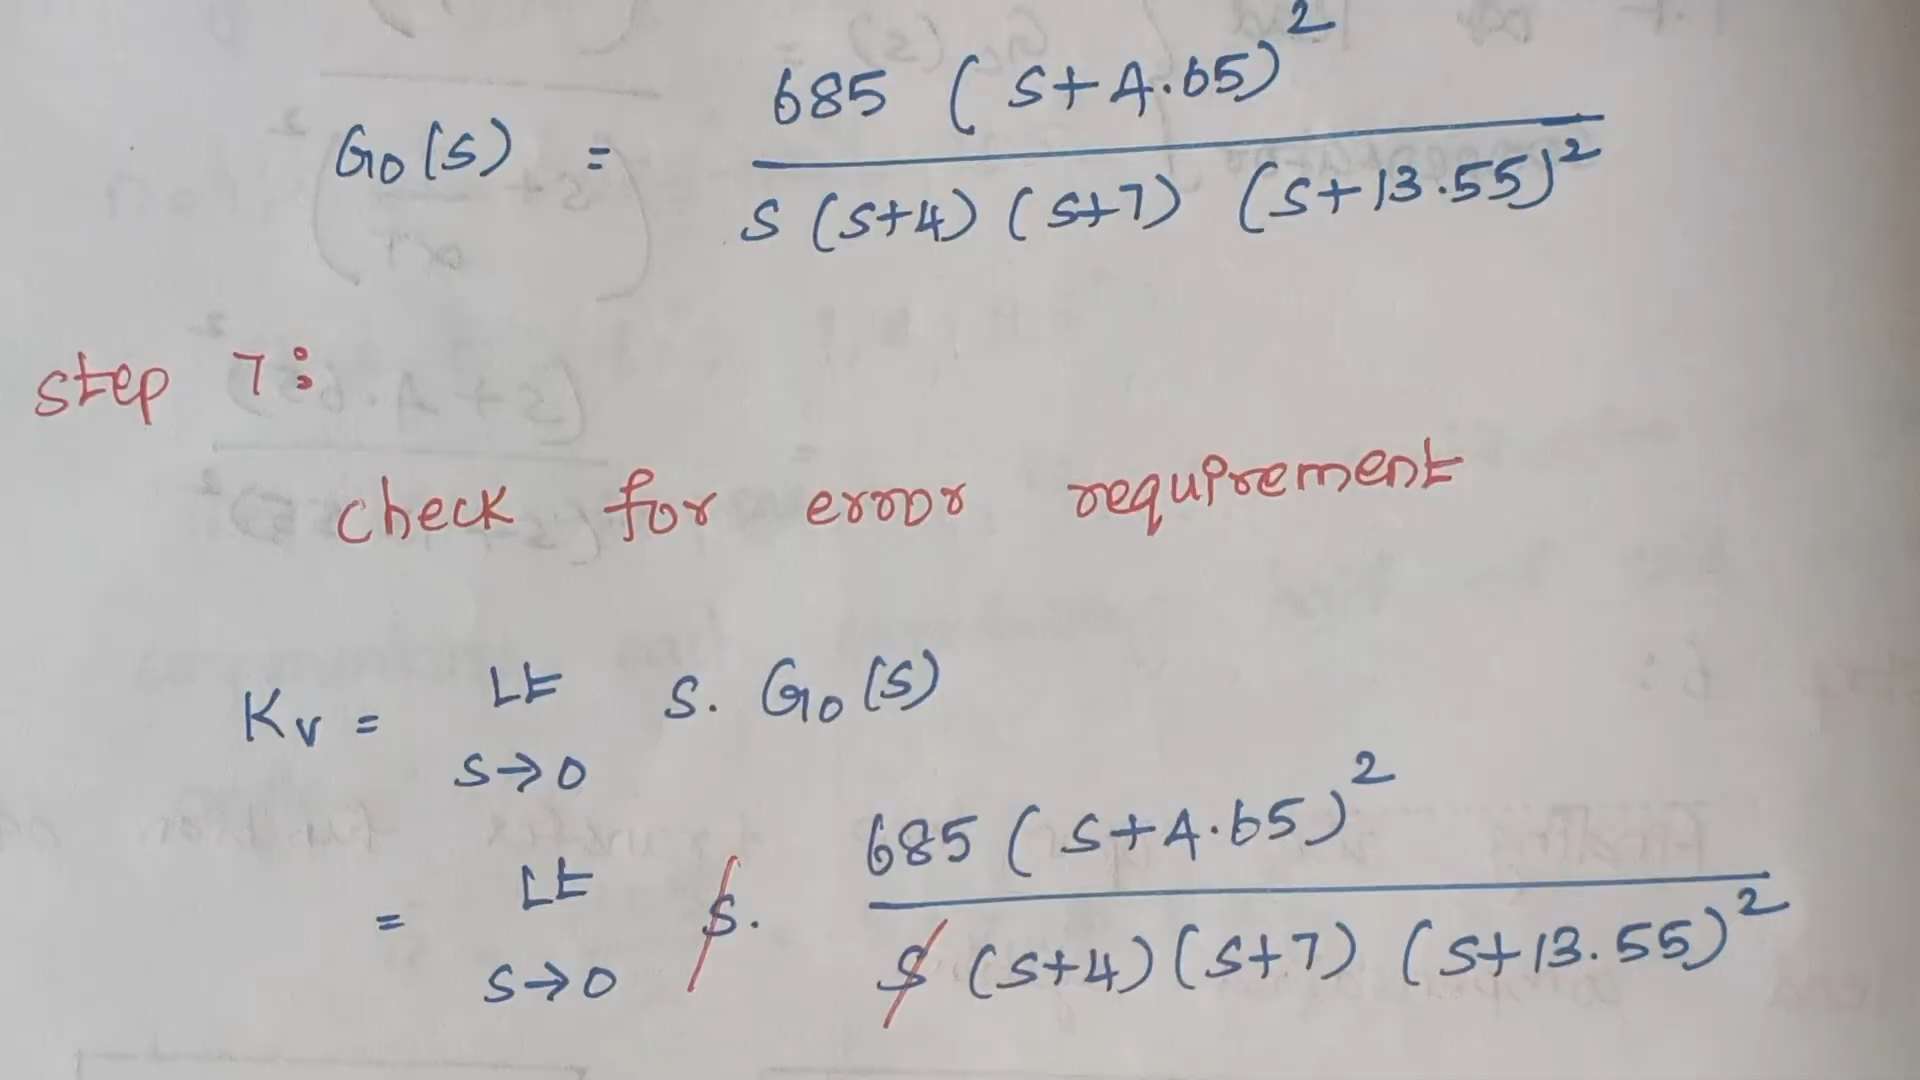 G₀(s) = 685 (s+4.65)² / s (s+4) (s+7) (s+13.55)²
step 7:
check for error requirement
Kv = Lt s→0 s. G₀(s)
= Lt s→0 s. 685 (s+4.65)² / s (s+4) (s+7) (s+13.55)²